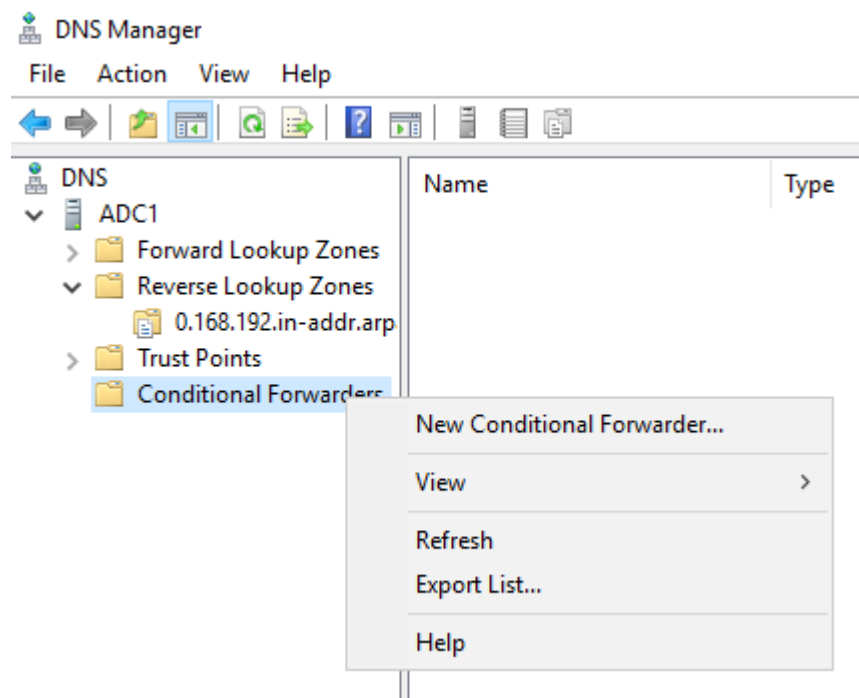 DNS Manager
File Action View Help
DNS
Name Type
ADC1
Forward Lookup Zones
Reverse Lookup Zones
0.168.192.in-addr.arp
Trust Points
Conditional Forwarders
New Conditional Forwarder...
View
Refresh
Export List...
Help